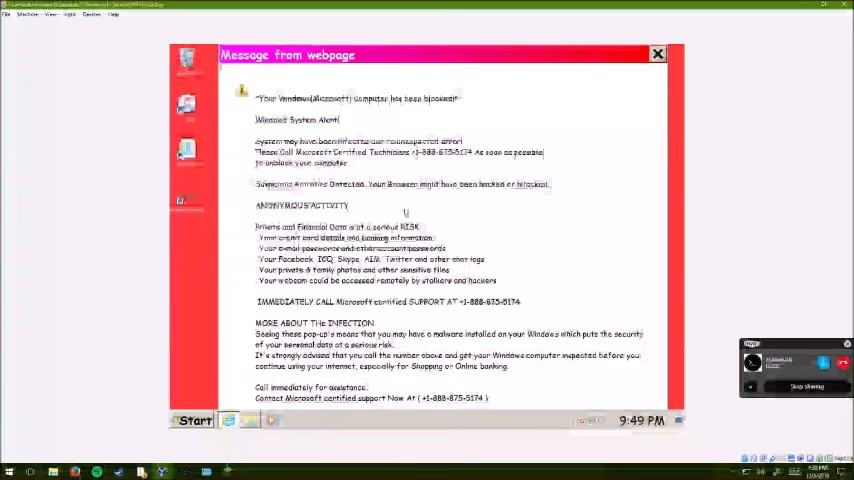 File Machine View Input Devices Help
Message from webpage
"Your Windows(Microsoft) Computer has been blocked!"
Windows System Alert!
System may have been infected due to unexpected error!
Please Call Microsoft Certified Technicians +1-888-875-5174 As soon as possible
to unblock your computer.
Suspicious Activities Detected. Your Browser might have been hacked or hijacked.
ANONYMOUS ACTIVITY
Private and Financial Data is at a serious RISK:
Your credit card details and banking information
Your e-mail passwords and other account passwords
Your Facebook, ICQ, Skype, AIM, Twitter and other chat logs
Your private & family photos and other sensitive files
Your webcam could be accessed remotely by stalkers and hackers
IMMEDIATELY CALL Microsoft certified SUPPORT AT +1-888-875-5174
MORE ABOUT THE INFECTION:
Seeing these pop-up's means that you may have a malware installed on your Windows which puts the security
of your personal data at a serious risk.
It's strongly advised that you call the number above and get your Windows computer inspected before you
continue using your internet, especially for Shopping or Online banking.
Call immediately for assistance.
Contact Microsoft certified support Now At ( +1-888-875-5174 )
Start
9:49 PM
Skype
Stop sharing